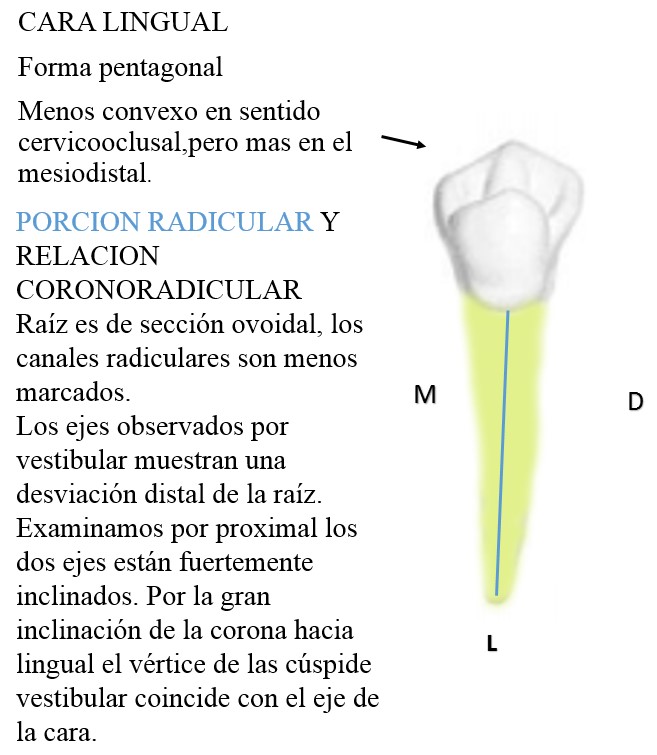 CARA LINGUAL
Forma pentagonal
Menos convexo en sentido
cervicooclusal,pero mas en el
mesiodistal.
PORCION RADICULAR Y
RELACION
CORONORADICULAR
Raíz es de sección ovoidal, los
canales radiculares son menos
marcados.
Los ejes observados por
vestibular muestran una
desviación distal de la raíz.
Examinamos por proximal los
dos ejes están fuertemente
inclinados. Por la gran
inclinación de la corona hacia
lingual el vértice de las cúspide
vestibular coincide con el eje de
la cara.
M
D
L